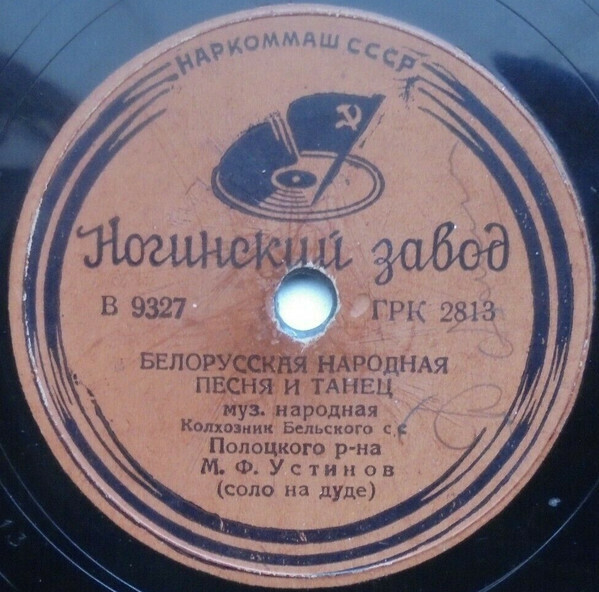 НАРКОММАШ СССР
Ногинский завод
В 9327 ГРК 2813
БЕЛОРУССКАЯ НАРОДНАЯ
ПЕСНЯ И ТАНЕЦ
муз. народная
Колхозник Бельского с.с
Полоцкого р-на
М. Ф. Устинов
(соло на дуде)